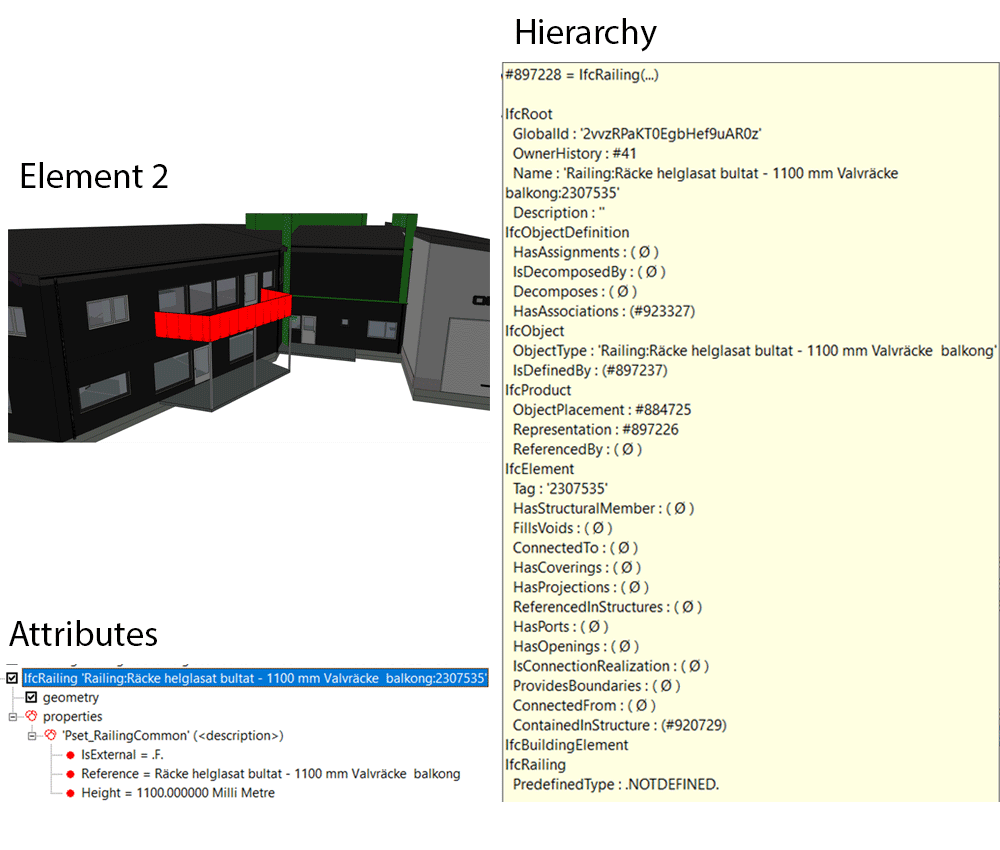 Hierarchy
#897228 = IfcRailing(...)
IfcRoot
GlobalId : '2vvzRPaKT0EgbHef9uAR0z'
OwnerHistory : #41
Name : 'Railing:Räcke helglasat bultat - 1100 mm Valvräcke
balkong:2307535'
Description : ''
IfcObjectDefinition
HasAssignments : ( Ø )
IsDecomposedBy : ( Ø )
Decomposes : ( Ø )
HasAssociations : (#923327)
IfcObject
ObjectType : 'Railing:Räcke helglasat bultat - 1100 mm Valvräcke  balkong'
IsDefinedBy : (#897237)
IfcProduct
ObjectPlacement : #884725
Representation : #897226
ReferencedBy : ( Ø )
IfcElement
Tag : '2307535'
HasStructuralMember : ( Ø )
FillsVoids : ( Ø )
ConnectedTo : ( Ø )
HasCoverings : ( Ø )
HasProjections : ( Ø )
ReferencedInStructures : ( Ø )
HasPorts : ( Ø )
HasOpenings : ( Ø )
IsConnectionRealization : ( Ø )
ProvidesBoundaries : ( Ø )
ConnectedFrom : ( Ø )
ContainedInStructure : (#920729)
IfcBuildingElement
IfcRailing
PredefinedType : .NOTDEFINED.
Element 2
Attributes
IfcRailing 'Railing:Räcke helglasat bultat - 1100 mm Valvräcke  balkong:2307535'
geometry
properties
'Pset_RailingCommon' (<description>)
IsExternal = .F.
Reference = Räcke helglasat bultat - 1100 mm Valvräcke  balkong
Height = 1100.000000 Milli Metre